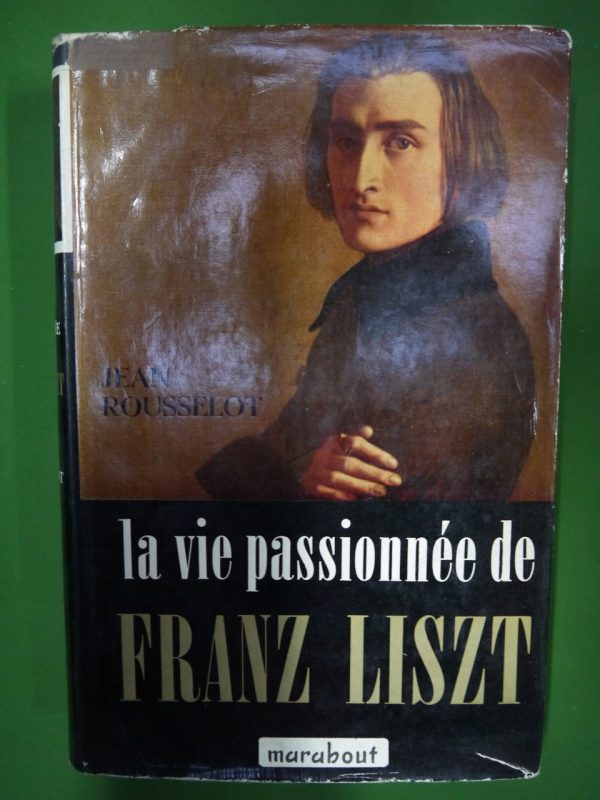 JEAN
ROUSSELOT
la vie passionnée de
FRANZ LISZT
marabout